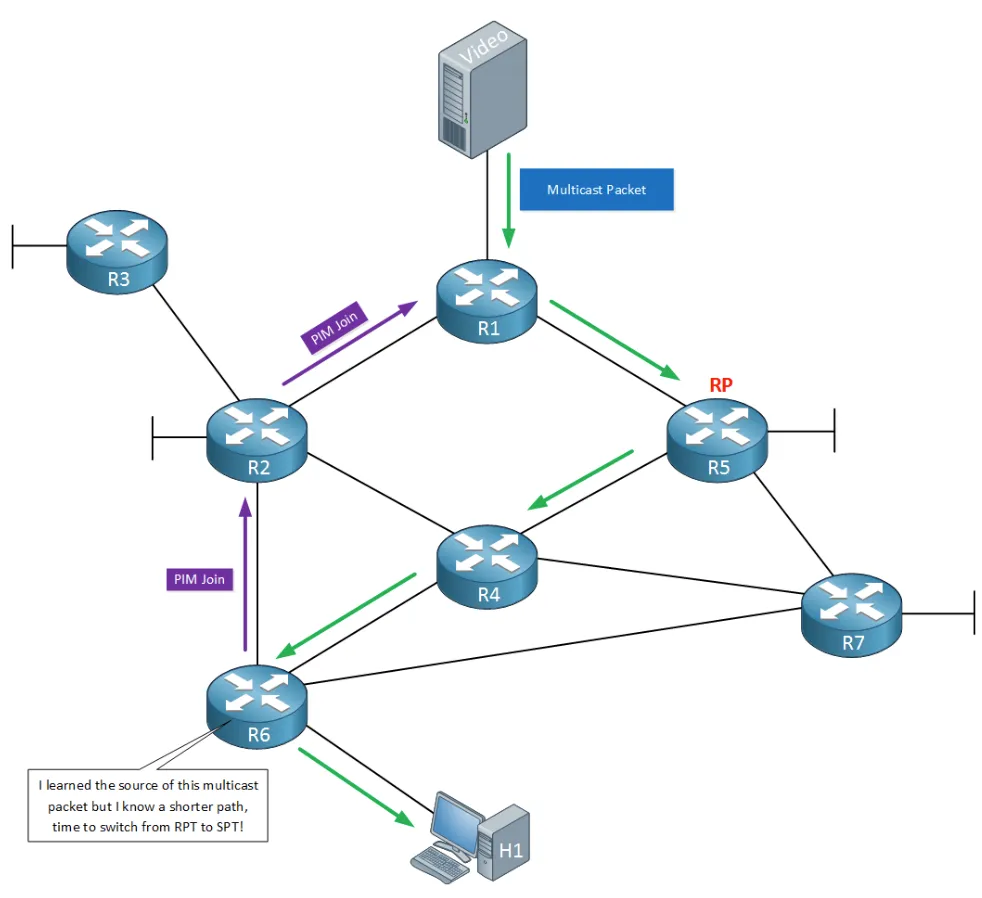 Video
Multicast Packet
R3
R1
PIM Join
RP
R2
R5
R4
PIM Join
R7
R6
I learned the source of this multicast
packet but I know a shorter path,
time to switch from RPT to SPT!
H1